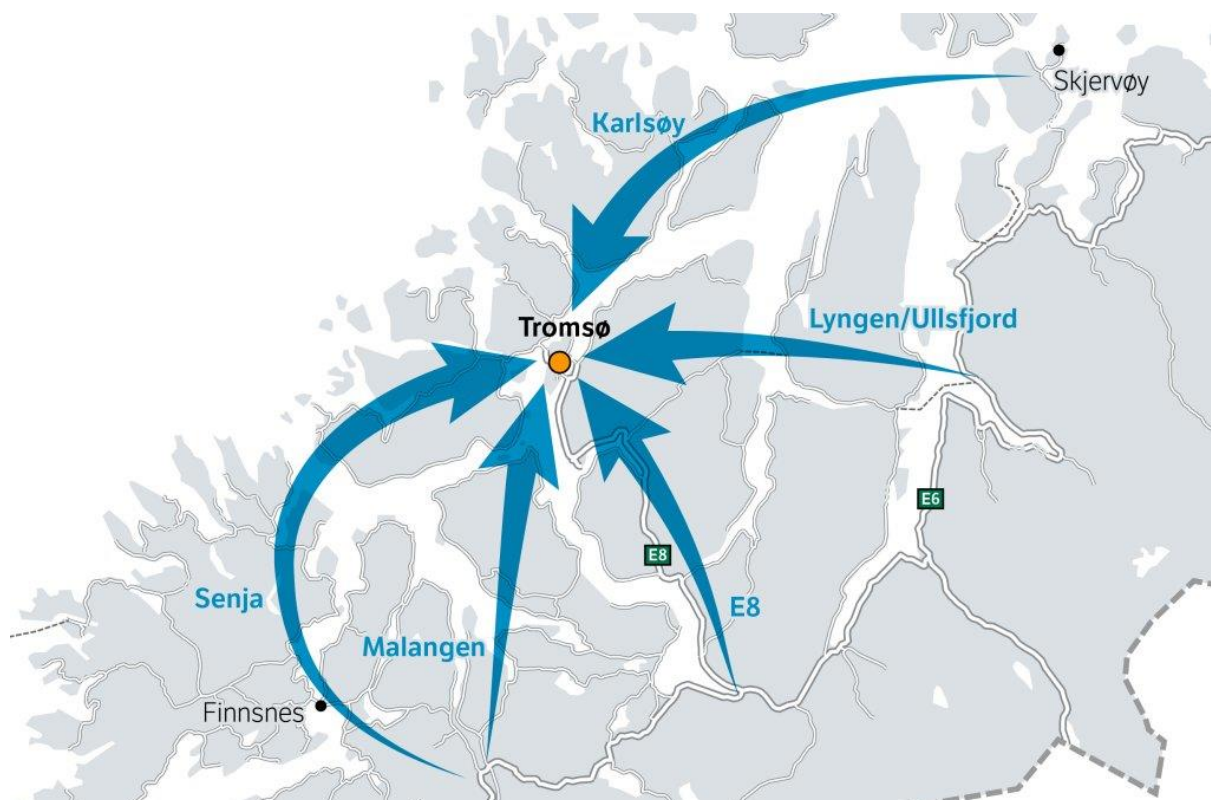 Skjervøy
Karlsøy
Tromsø
Lyngen/Ullsfjord
E6
E8
Senja
E8
Malangen
Finnsnes